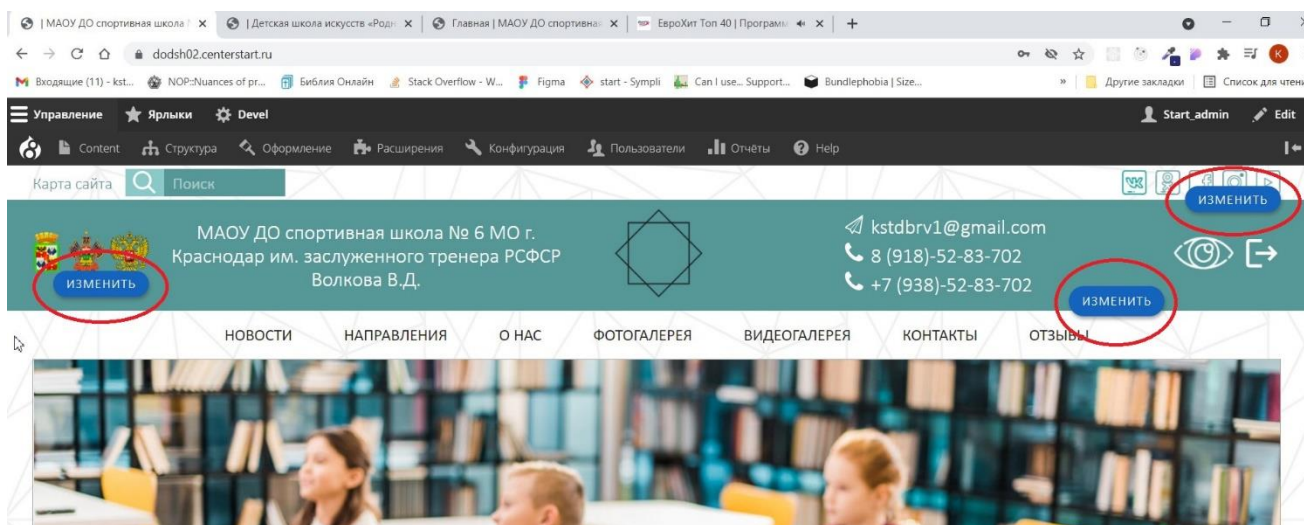 | МАОУ ДО спортивная школа
| Детская школа искусств «Родн
Главная | МАОУ ДО спортивная
ЕвроХит Топ 40 | Программ
dodsh02.centerstart.ru
K
Входящие (11) - kst...
NOP::Nuances of pr...
Библия Онлайн
Stack Overflow - W...
Figma
start - Sympli
Can I use... Support...
Bundlephobia | Size...
»
Другие закладки
Список для чтени
Управление
Ярлыки
Devel
Start_admin
Edit
Content
Структура
Оформление
Расширения
Конфигурация
Пользователи
Отчёты
Help
Карта сайта
Поиск
ИЗМЕНИТЬ
МАОУ ДО спортивная школа № 6 МО г.
Краснодар им. заслуженного тренера РСФСР
Волкова В.Д.
ИЗМЕНИТЬ
kstdbrv1@gmail.com
8 (918)-52-83-702
+7 (938)-52-83-702
ИЗМЕНИТЬ
НОВОСТИ
НАПРАВЛЕНИЯ
О НАС
ФОТОГАЛЕРЕЯ
ВИДЕОГАЛЕРЕЯ
КОНТАКТЫ
ОТЗЫВЫ